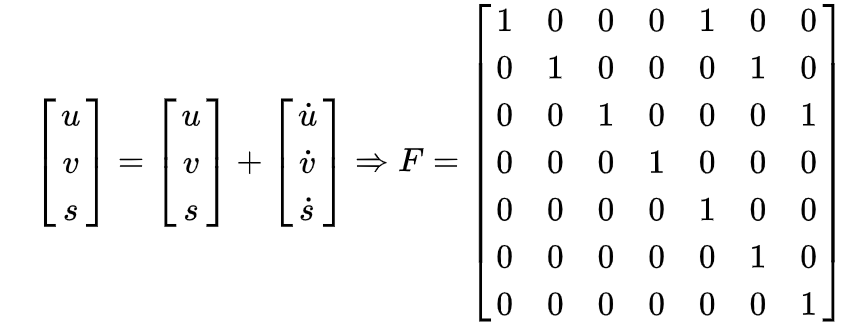 $$\begin{bmatrix} u \\ v \\ s \end{bmatrix} = \begin{bmatrix} u \\ v \\ s \end{bmatrix} + \begin{bmatrix} \dot{u} \\ \dot{v} \\ \dot{s} \end{bmatrix} \Rightarrow F = \begin{bmatrix} 1 & 0 & 0 & 0 & 1 & 0 & 0 \\ 0 & 1 & 0 & 0 & 0 & 1 & 0 \\ 0 & 0 & 1 & 0 & 0 & 0 & 1 \\ 0 & 0 & 0 & 1 & 0 & 0 & 0 \\ 0 & 0 & 0 & 0 & 1 & 0 & 0 \\ 0 & 0 & 0 & 0 & 0 & 1 & 0 \\ 0 & 0 & 0 & 0 & 0 & 0 & 1 \end{bmatrix}$$